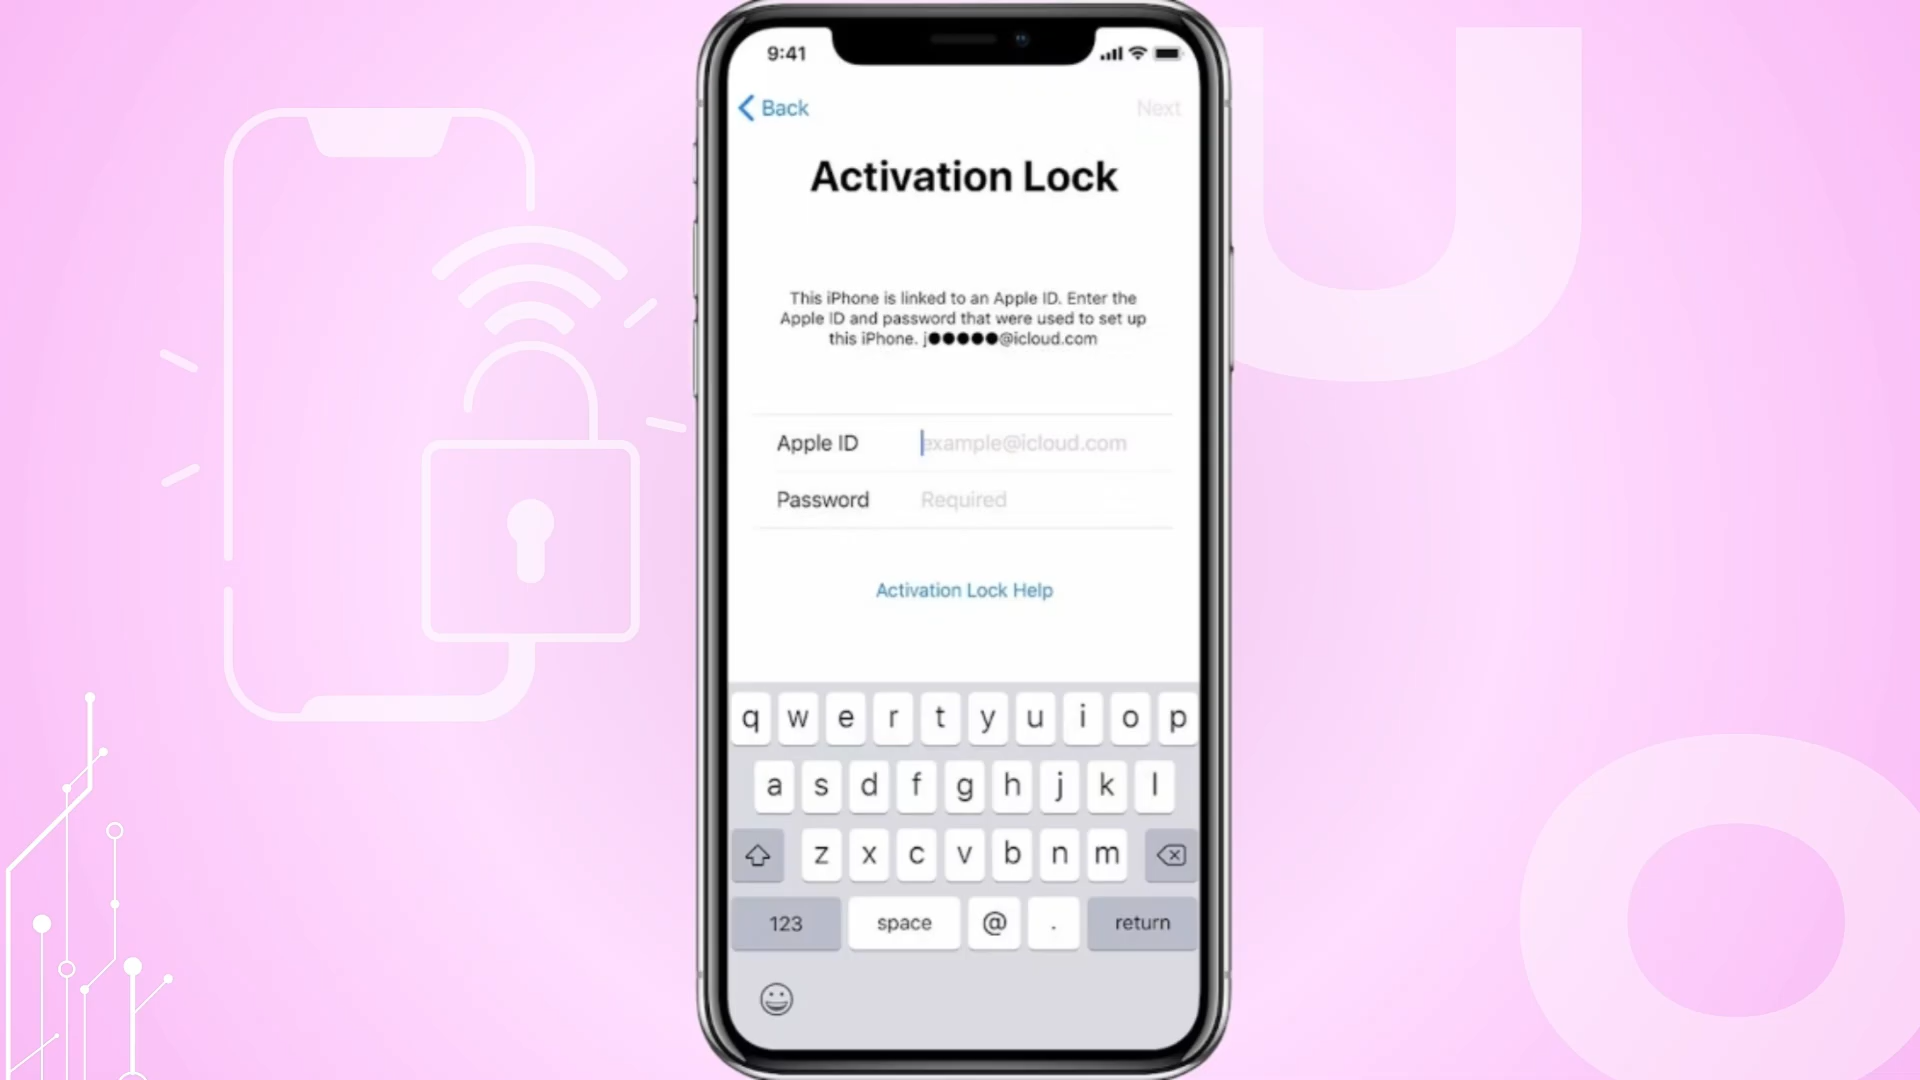 9:41
Back
Next
Activation Lock
This iPhone is linked to an Apple ID. Enter the
Apple ID and password that were used to set up
this iPhone. j●●●●●@icloud.com
Apple ID example@icloud.com
Password Required
Activation Lock Help
q w e r t y u i o p
a s d f g h j k l
z x c v b n m
123 space @ . return
U
O